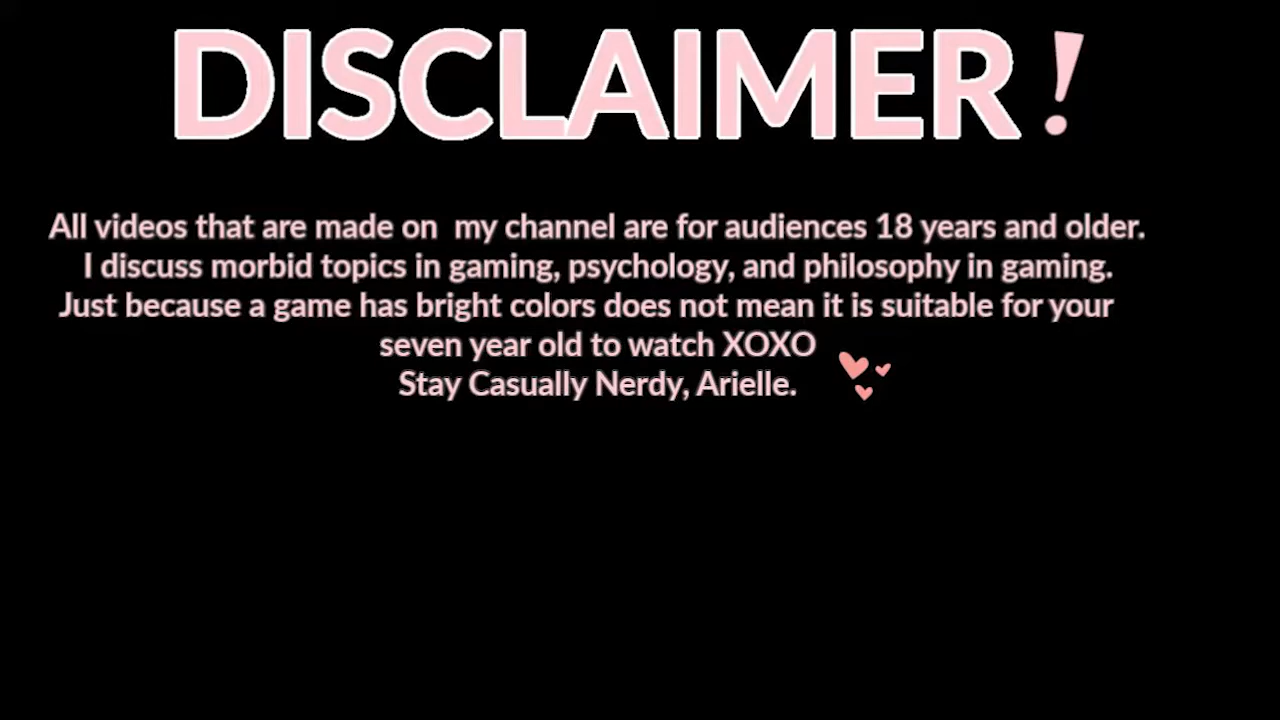 DISCLAIMER!
All videos that are made on  my channel are for audiences 18 years and older.
I discuss morbid topics in gaming, psychology, and philosophy in gaming.
Just because a game has bright colors does not mean it is suitable for your
seven year old to watch XOXO
Stay Casually Nerdy, Arielle.